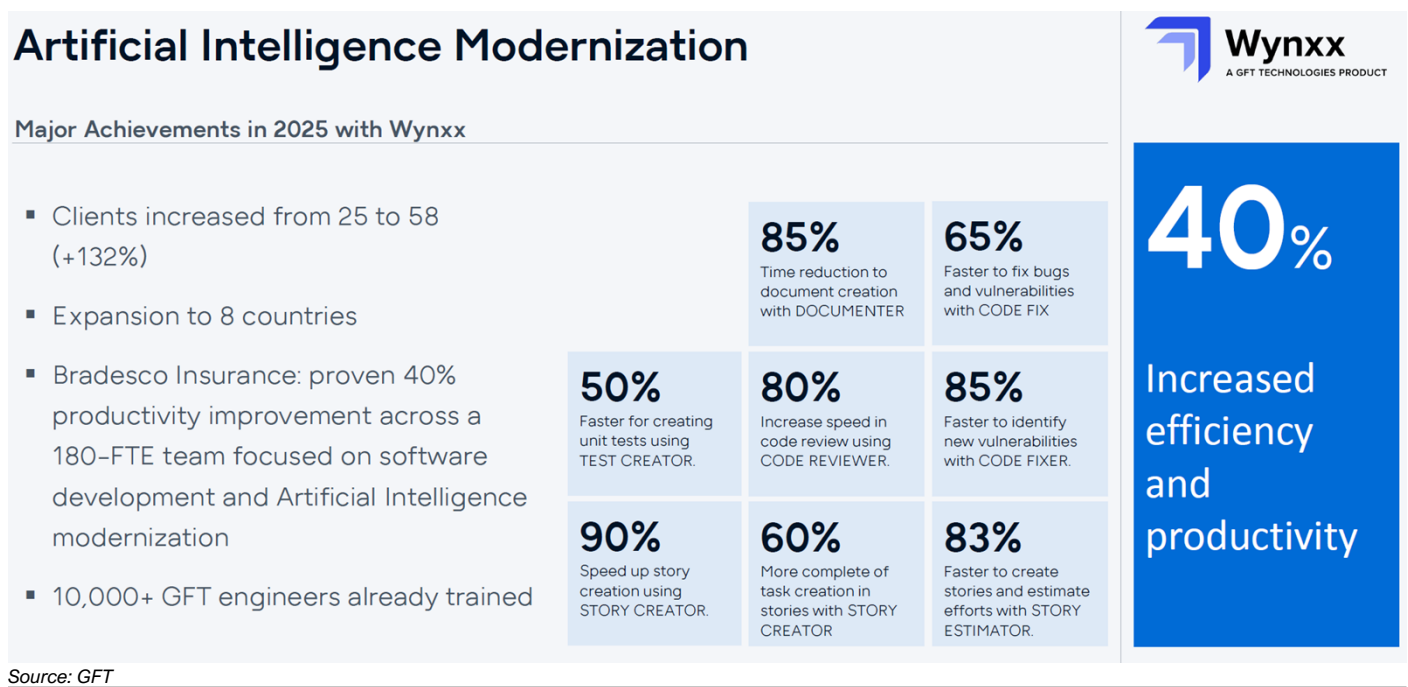 Artificial Intelligence Modernization
Wynxx
A GFT TECHNOLOGIES PRODUCT
Major Achievements in 2025 with Wynxx
▪ Clients increased from 25 to 58
(+132%)
▪ Expansion to 8 countries
▪ Bradesco Insurance: proven 40%
productivity improvement across a
180-FTE team focused on software
development and Artificial Intelligence
modernization
▪ 10,000+ GFT engineers already trained
85%
Time reduction to
document creation
with DOCUMENTER
65%
Faster to fix bugs
and vulnerabilities
with CODE FIX
50%
Faster for creating
unit tests using
TEST CREATOR.
80%
Increase speed in
code review using
CODE REVIEWER.
85%
Faster to identify
new vulnerabilities
with CODE FIXER.
90%
Speed up story
creation using
STORY CREATOR.
60%
More complete of
task creation in
stories with STORY
CREATOR
83%
Faster to create
stories and estimate
efforts with STORY
ESTIMATOR.
40%
Increased
efficiency
and
productivity
Source: GFT